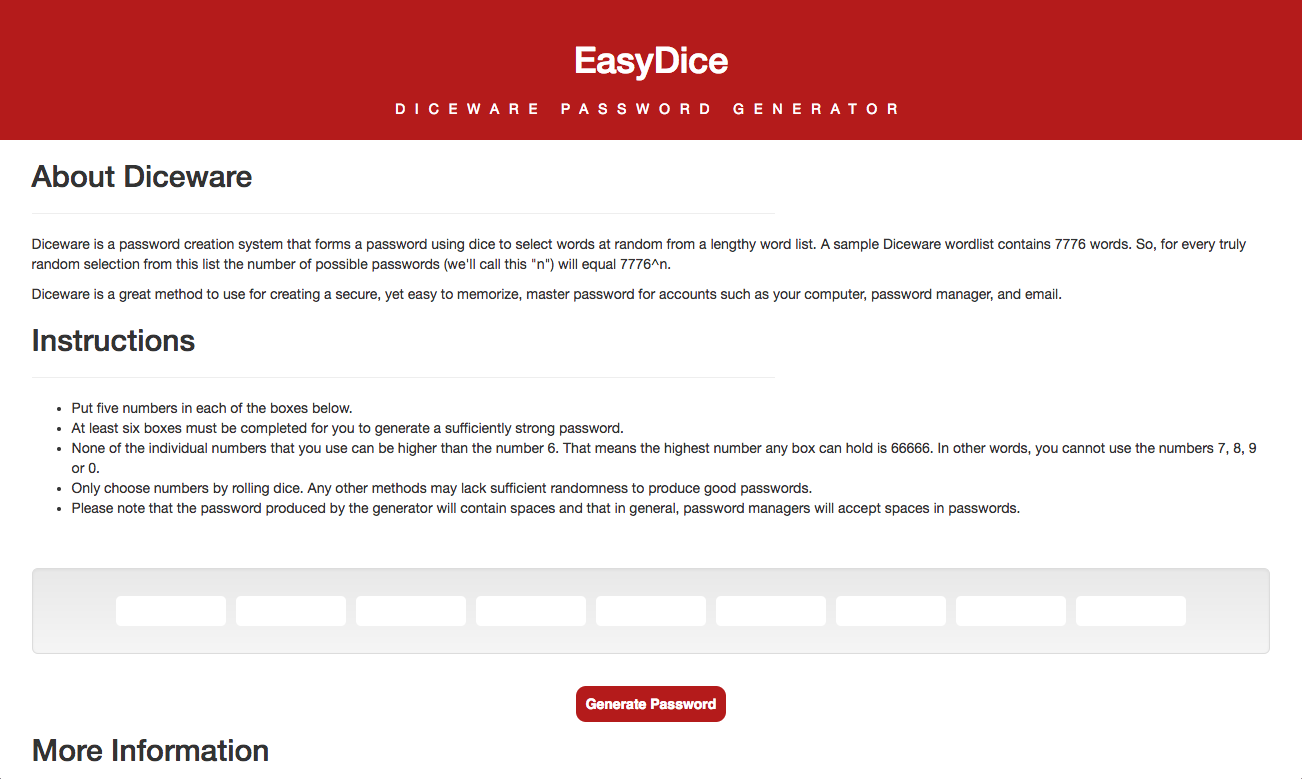 EasyDice
DICEWARE PASSWORD GENERATOR
About Diceware
Diceware is a password creation system that forms a password using dice to select words at random from a lengthy word list. A sample Diceware wordlist contains 7776 words. So, for every truly
random selection from this list the number of possible passwords (we'll call this "n") will equal 7776^n.
Diceware is a great method to use for creating a secure, yet easy to memorize, master password for accounts such as your computer, password manager, and email.
Instructions
• Put five numbers in each of the boxes below.
• At least six boxes must be completed for you to generate a sufficiently strong password.
• None of the individual numbers that you use can be higher than the number 6. That means the highest number any box can hold is 66666. In other words, you cannot use the numbers 7, 8, 9
or 0.
• Only choose numbers by rolling dice. Any other methods may lack sufficient randomness to produce good passwords.
• Please note that the password produced by the generator will contain spaces and that in general, password managers will accept spaces in passwords.
Generate Password
More Information